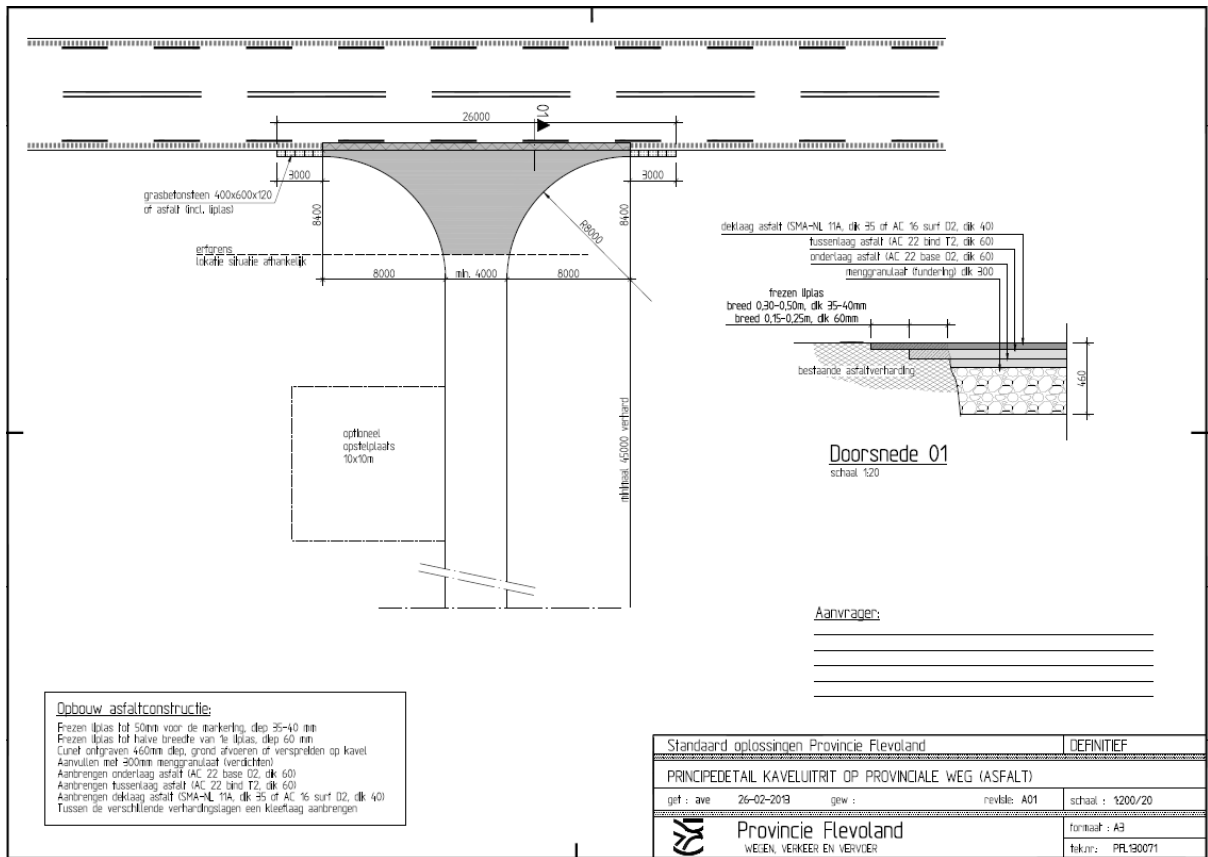 26000
01
3000
3000
grasbetonsteen 400x600x120
of asfalt (incl. liplas)
8400
8400
R8000
erfgrens
lokatie situatie afhankelijk
8000
min. 4000
8000
deklaag asfalt (SMA-NL 11A, dik 35 of AC 16 surf D2, dik 40)
tussenlaag asfalt (AC 22 bind T2, dik 60)
onderlaag asfalt (AC 22 base O2, dik 60)
menggranulaat (fundering) dik 300
frezen liplas
breed 0,30-0,50m, dik 35-40mm
breed 0,15-0,25m, dik 60mm
bestaande asfaltverharding
460
Doorsnede 01
schaal 1:20
optioneel
opstelplaats
10x10m
minimaal 45000 verhard
Aanvrager:
Opbouw asfaltconstructie:
Frezen liplas tot 50mm voor de markering, diep 35-40 mm
Frezen liplas tot halve breedte van 1e liplas, diep 60 mm
Cunet ontgraven 460mm diep, grond afvoeren of verspreiden op kavel
Aanvullen met 300mm menggranulaat (verdichten)
Aanbrengen onderlaag asfalt (AC 22 base O2, dik 60)
Aanbrengen tussenlaag asfalt (AC 22 bind T2, dik 60)
Aanbrengen deklaag asfalt (SMA-NL 11A, dik 35 of AC 16 surf D2, dik 40)
Tussen de verschillende verhardingslagen een kleeflaag aanbrengen
Standaard oplossingen Provincie Flevoland
DEFINITIEF
PRINCIPEDETAIL KAVELUITRIT OP PROVINCIALE WEG (ASFALT)
get : ave 26-02-2013 gew : revisie: A01 schaal : 1:200/20
Provincie Flevoland
WEGEN, VERKEER EN VERVOER
formaat : A3
tek.nr: PFL130071